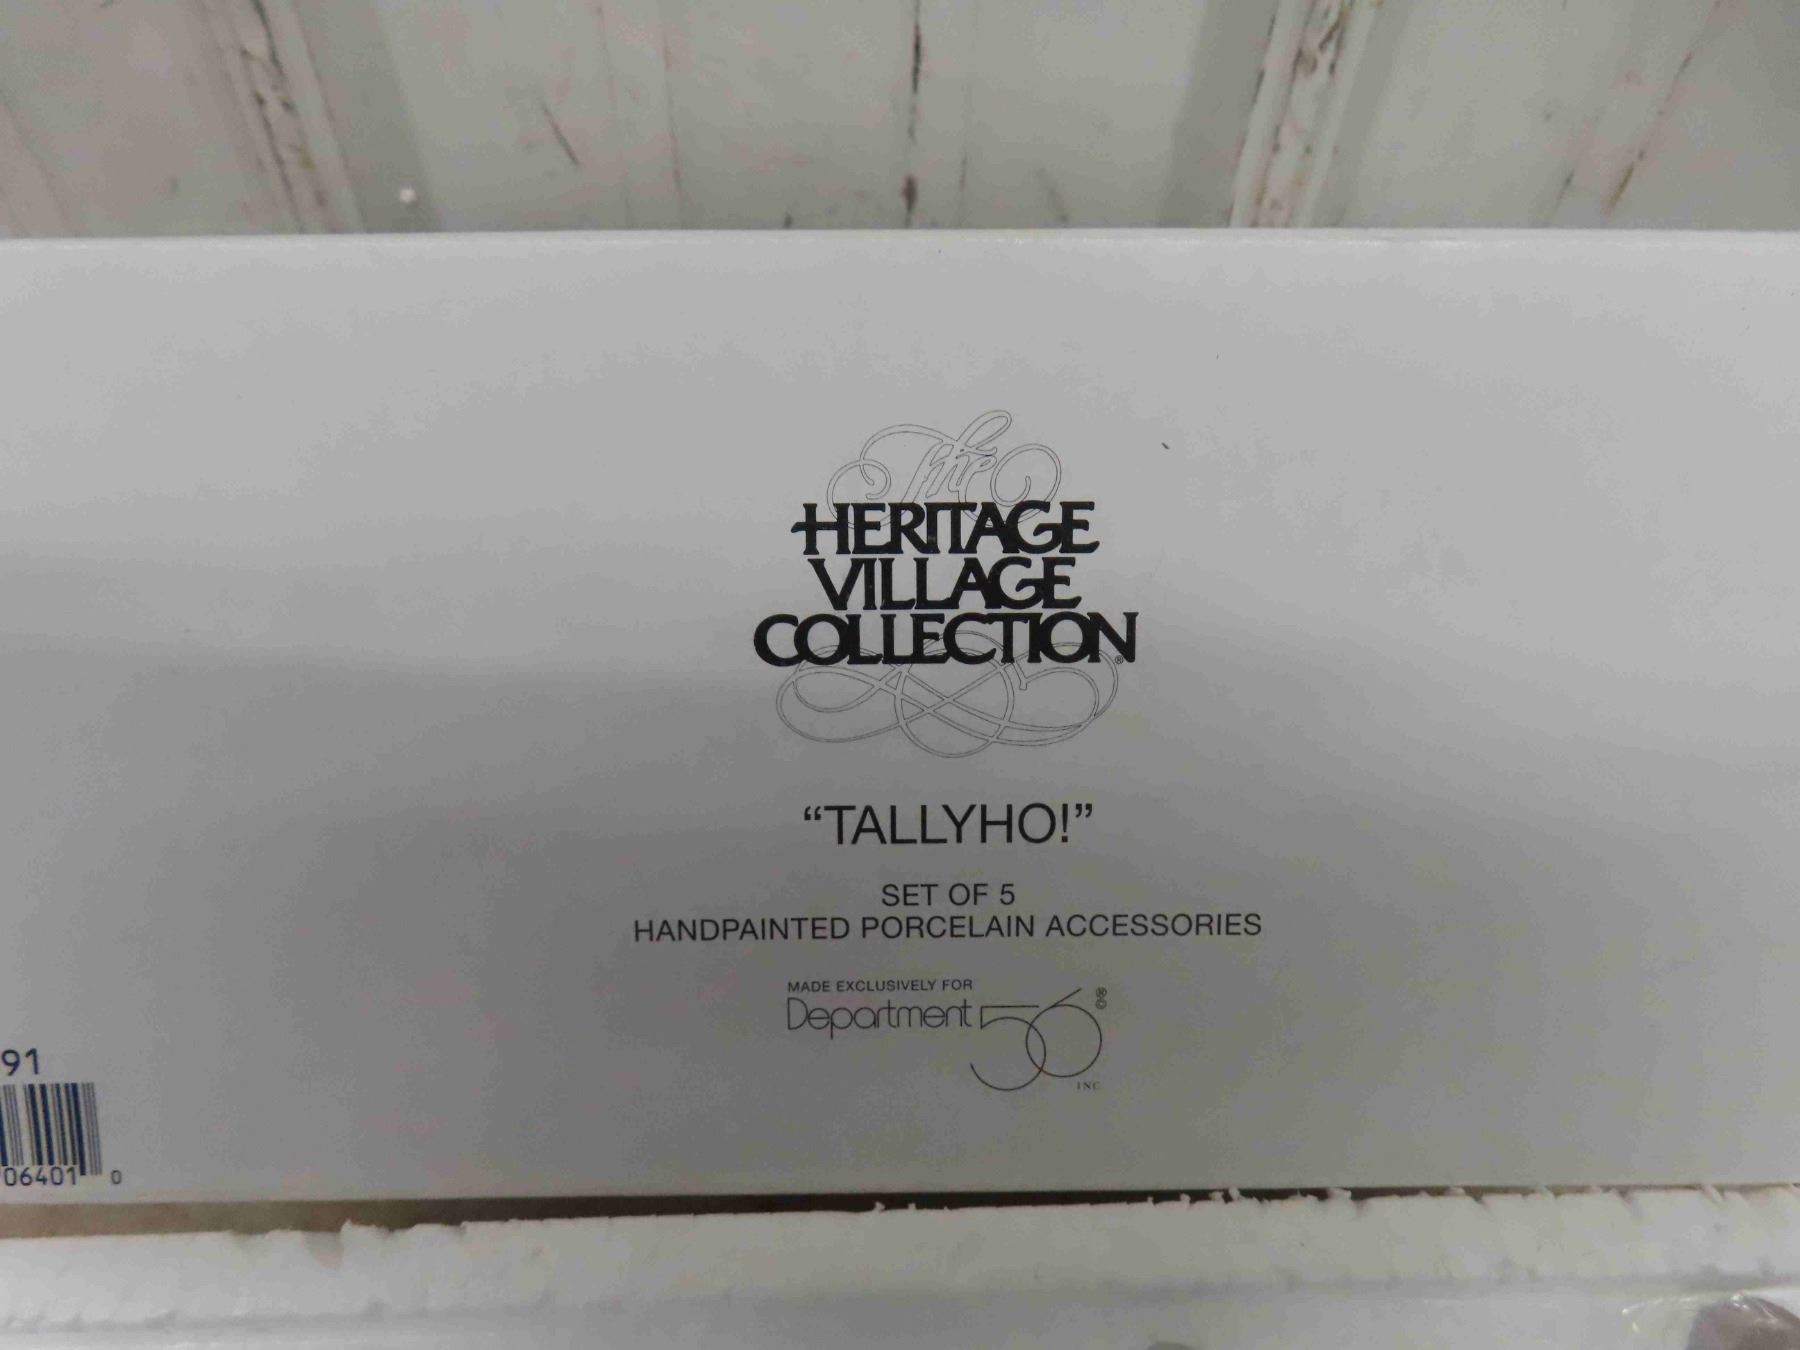 The
HERITAGE
VILLAGE
COLLECTION®
“TALLYHO!”
SET OF 5
HANDPAINTED PORCELAIN ACCESSORIES
MADE EXCLUSIVELY FOR
Department 56 ®©
INC
91
06401 0